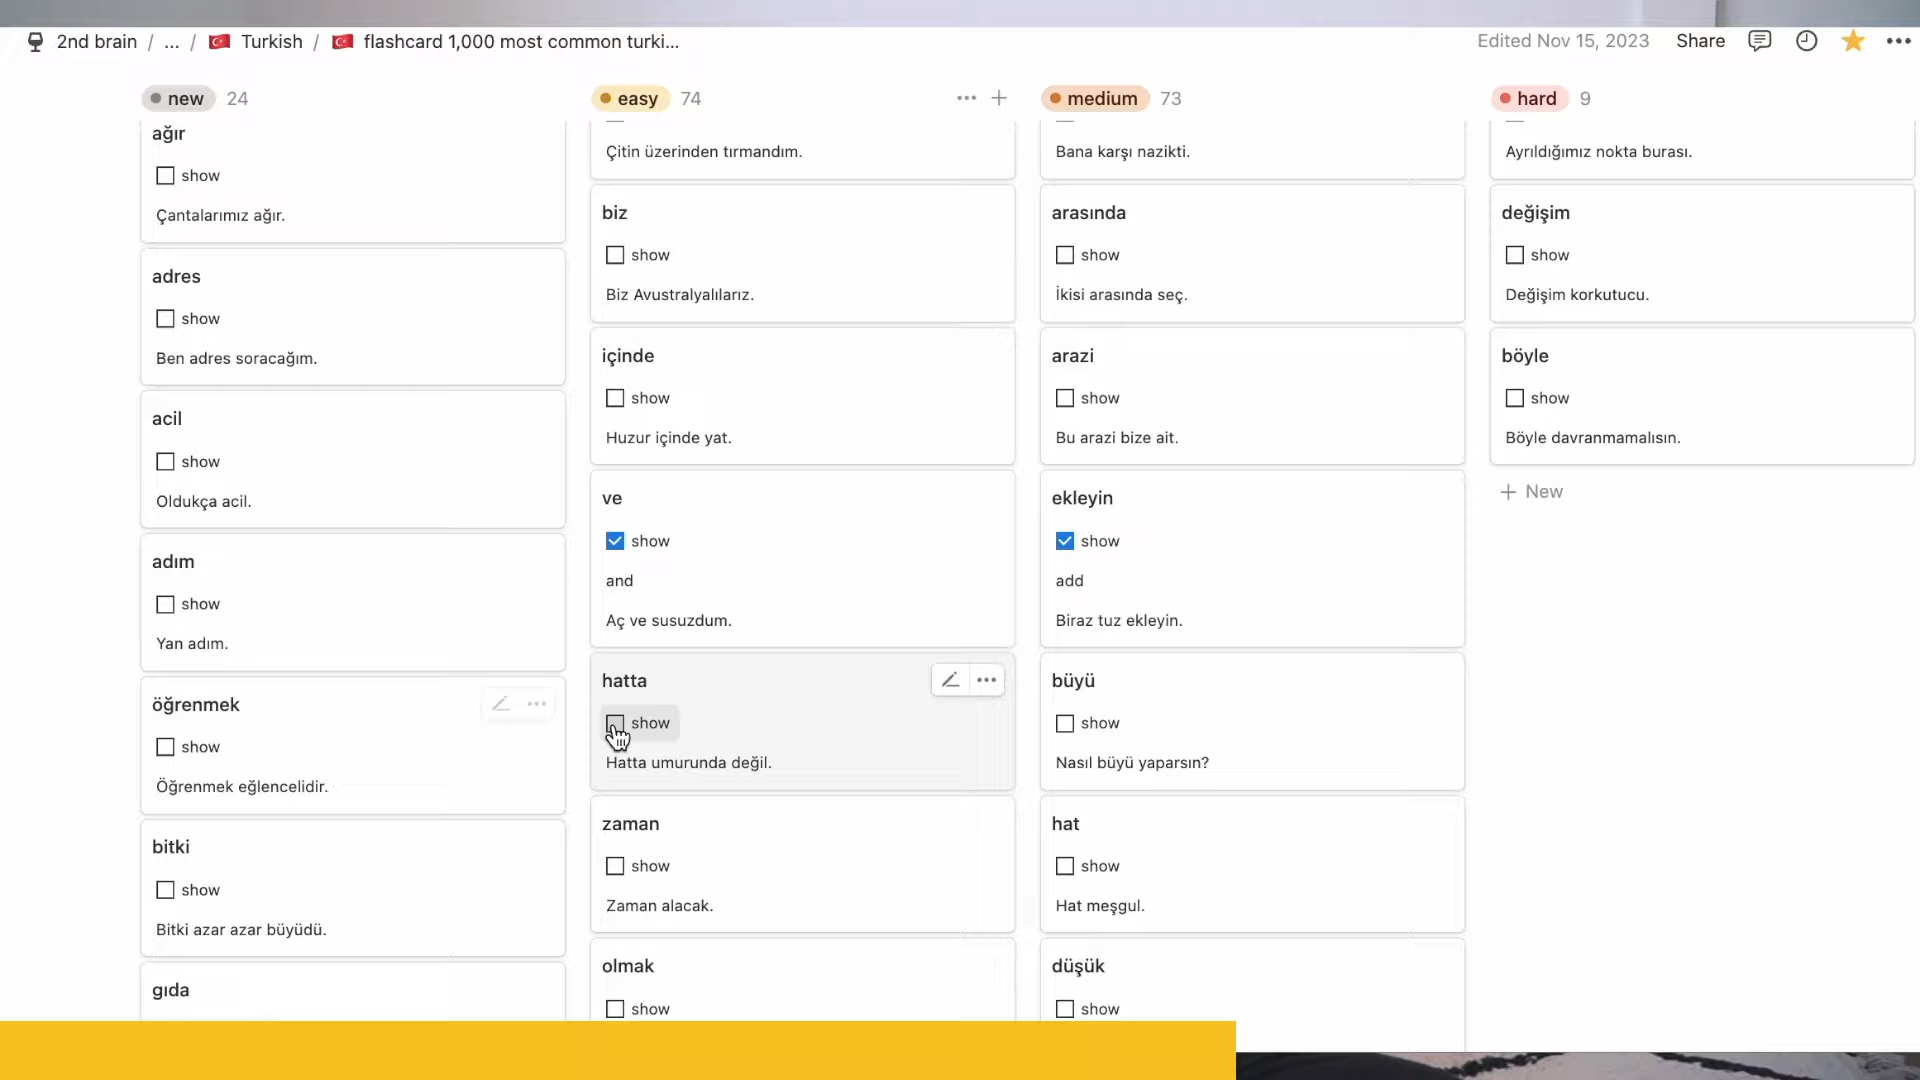 2nd brain / ... / Turkish / flashcard 1,000 most common turki...
Edited Nov 15, 2023 Share
new 24
ağır
show
Çantalarımız ağır.
adres
show
Ben adres soracağım.
acil
show
Oldukça acil.
adım
show
Yan adım.
öğrenmek
show
Öğrenmek eğlencelidir.
bitki
show
Bitki azar azar büyüdü.
gıda
easy 74
Çitin üzerinden tırmandım.
biz
show
Biz Avustralyalılarız.
içinde
show
Huzur içinde yat.
ve
show
and
Aç ve susuzdum.
hatta
show
Hatta umurunda değil.
zaman
show
Zaman alacak.
olmak
show
medium 73
Bana karşı nazikti.
arasında
show
İkisi arasında seç.
arazi
show
Bu arazi bize ait.
ekleyin
show
add
Biraz tuz ekleyin.
büyü
show
Nasıl büyü yaparsın?
hat
show
Hat meşgul.
düşük
show
hard 9
Ayrıldığımız nokta burası.
değişim
show
Değişim korkutucu.
böyle
show
Böyle davranmamalısın.
+ New